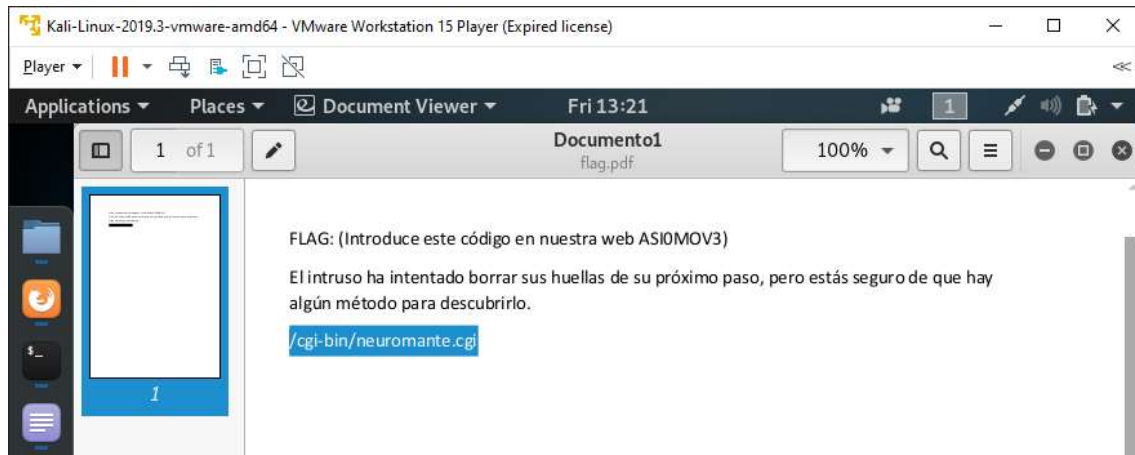 Kali-Linux-2019.3-vmware-amd64 - VMware Workstation 15 Player (Expired license)
Player
Applications Places Document Viewer Fri 13:21 1
1 of 1 Documento1 100%
flag.pdf
FLAG: (Introduce este código en nuestra web ASI0MOV3)
El intruso ha intentado borrar sus huellas de su próximo paso, pero estás seguro de que hay
algún método para descubrirlo.
/cgi-bin/neuromante.cgi
$_
1